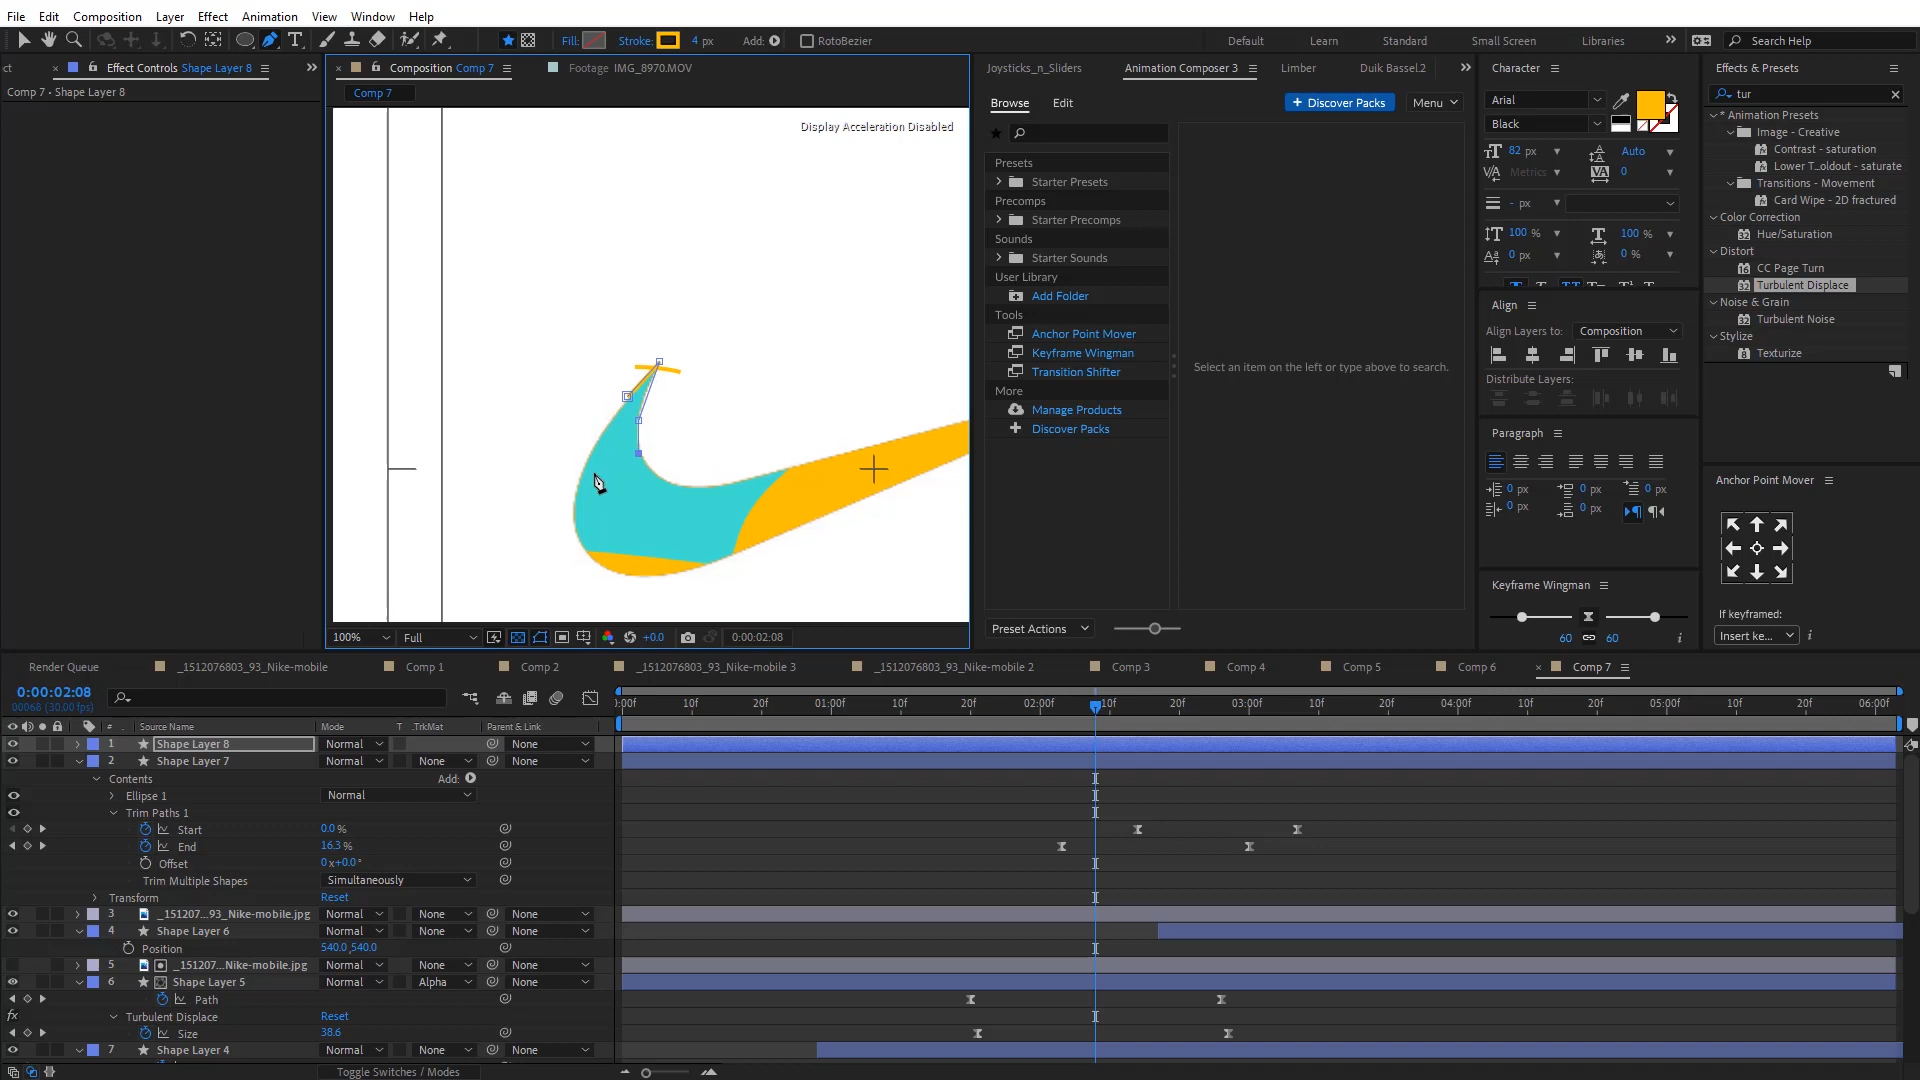 File Edit Composition Layer Effect Animation View Window Help
Fill: Stroke: 4 px Add: RotoBezier Default Learn Standard Small Screen Libraries Search Help
ct Effect Controls Shape Layer 8 Composition Comp 7 Footage IMG_8970.MOV Joysticks_n_Sliders Animation Composer 3 Limber Duik Bassel.2 Character Effects & Presets
Comp 7 • Shape Layer 8
Comp 7
Display Acceleration Disabled
Browse Edit + Discover Packs Menu
Presets
Starter Presets
Precomps
Starter Precomps
Sounds
Starter Sounds
User Library
Add Folder
Tools
Anchor Point Mover
Keyframe Wingman
Transition Shifter
More
Manage Products
Discover Packs
Select an item on the left or type above to search.
Preset Actions
Arial
Black
82 px Auto
Metrics 0
- px
100 % 100 %
0 px 0 %
Align
Align Layers to: Composition
Distribute Layers:
Paragraph
0 px 0 px 0 px
0 px 0 px
Keyframe Wingman
60 60
tur
* Animation Presets
Image - Creative
Contrast - saturation
Lower T...oldout - saturate
Transitions - Movement
Card Wipe - 2D fractured
Color Correction
Hue/Saturation
Distort
CC Page Turn
Turbulent Displace
Noise & Grain
Turbulent Noise
Stylize
Texturize
Anchor Point Mover
If keyframed:
Insert ke...
100% Full +0.0 0:00:02:08
Render Queue _1512076803_93_Nike-mobile Comp 1 Comp 2 _1512076803_93_Nike-mobile 3 _1512076803_93_Nike-mobile 2 Comp 3 Comp 4 Comp 5 Comp 6 Comp 7
0:00:02:08
00068 (30.00 fps)
):00f 10f 20f 01:00f 10f 20f 02:00f 10f 20f 03:00f 10f 20f 04:00f 10f 20f 05:00f 10f 20f 06:00f
# Source Name Mode T .TrkMat Parent & Link
1 Shape Layer 8 Normal None
2 Shape Layer 7 Normal None None
Contents Add:
Ellipse 1 Normal
Trim Paths 1
Start 0.0 %
End 16.3 %
Offset 0 x+0.0 °
Trim Multiple Shapes Simultaneously
Transform Reset
3 _151207...93_Nike-mobile.jpg Normal None None
4 Shape Layer 6 Normal None None
Position 540.0,540.0
5 _151207...Nike-mobile.jpg Normal None None
6 Shape Layer 5 Normal Alpha None
Path
fx Turbulent Displace Reset
Size 38.6
7 Shape Layer 4 Normal None None
Toggle Switches / Modes